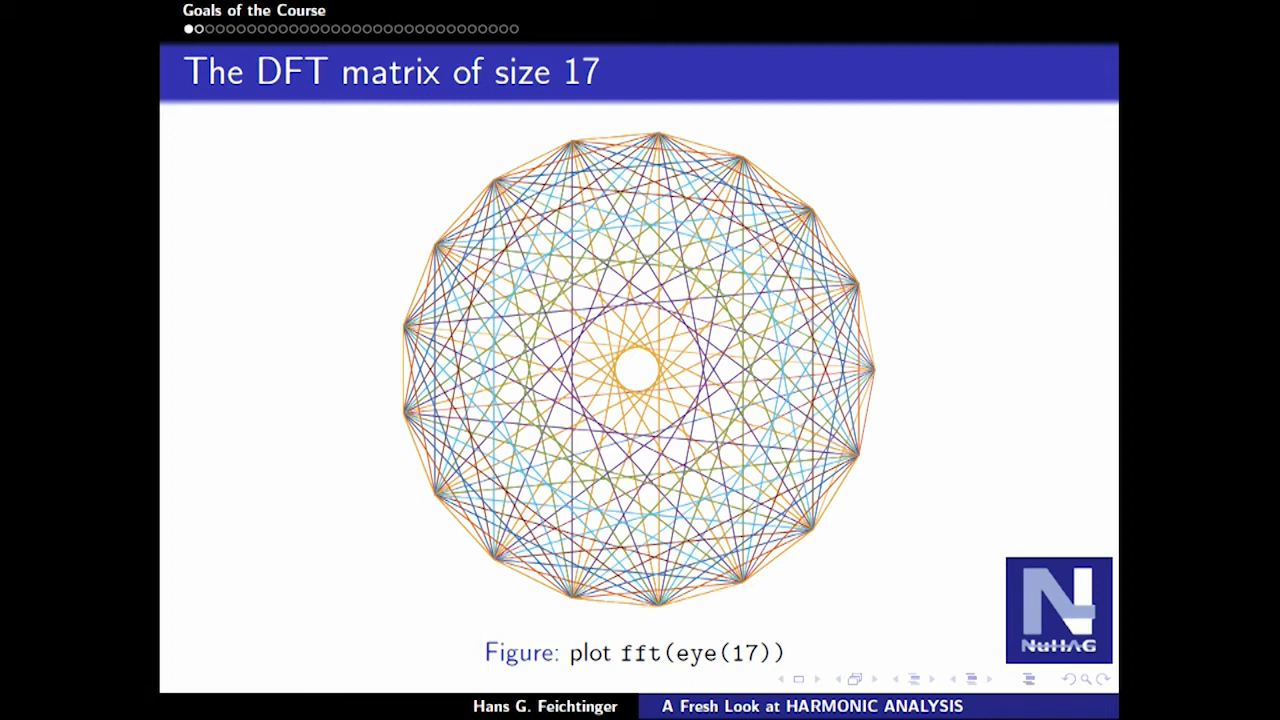 Goals of the Course
The DFT matrix of size 17
Figure: plot fft(eye(17))
NuHAG
Hans G. Feichtinger
A Fresh Look at HARMONIC ANALYSIS